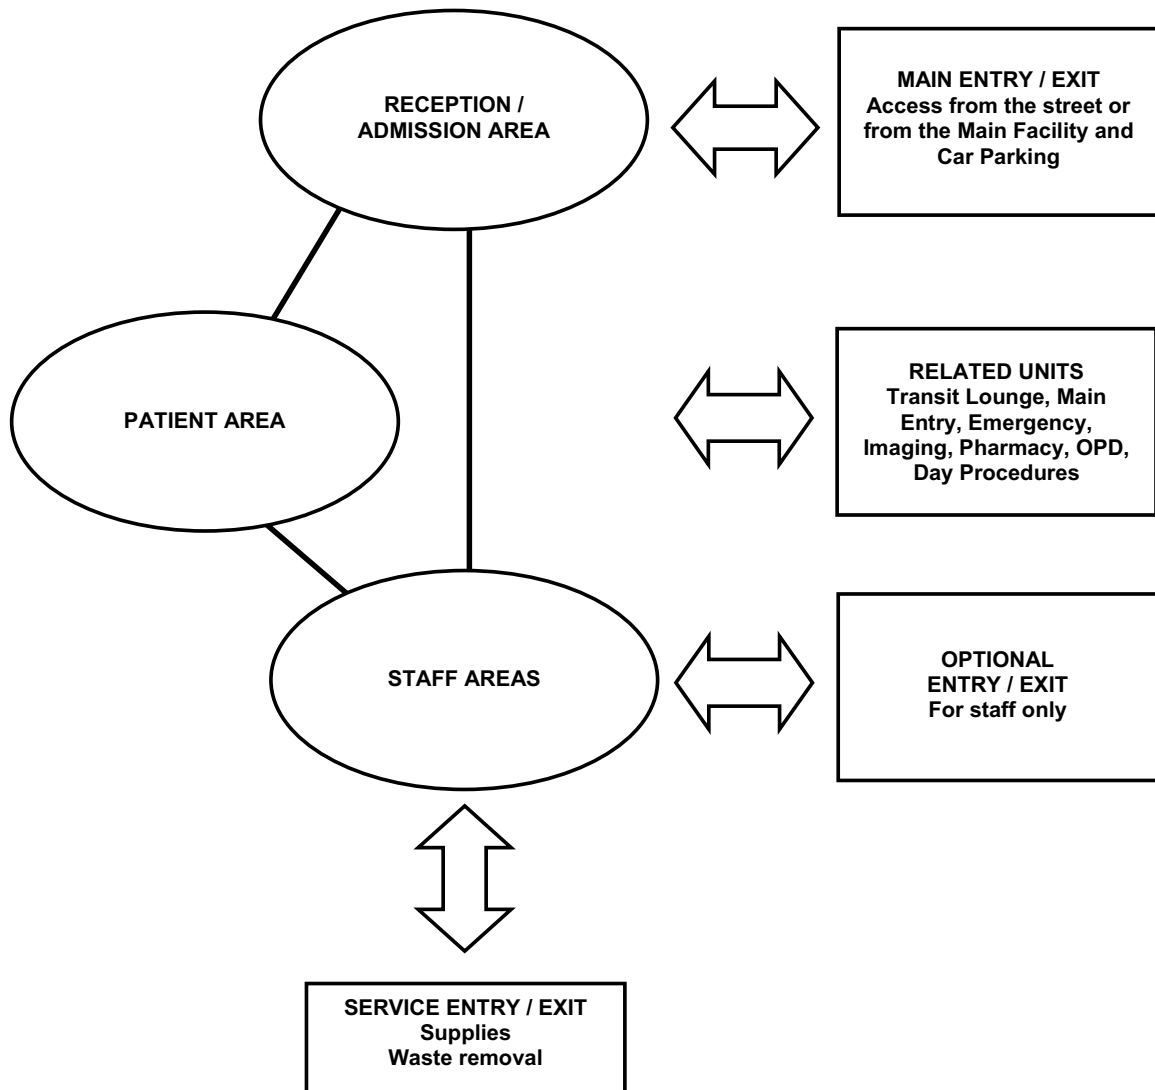 RECEPTION /
ADMISSION AREA
MAIN ENTRY / EXIT
Access from the street or
from the Main Facility and
Car Parking
PATIENT AREA
RELATED UNITS
Transit Lounge, Main
Entry, Emergency,
Imaging, Pharmacy, OPD,
Day Procedures
STAFF AREAS
OPTIONAL
ENTRY / EXIT
For staff only
SERVICE ENTRY / EXIT
Supplies
Waste removal